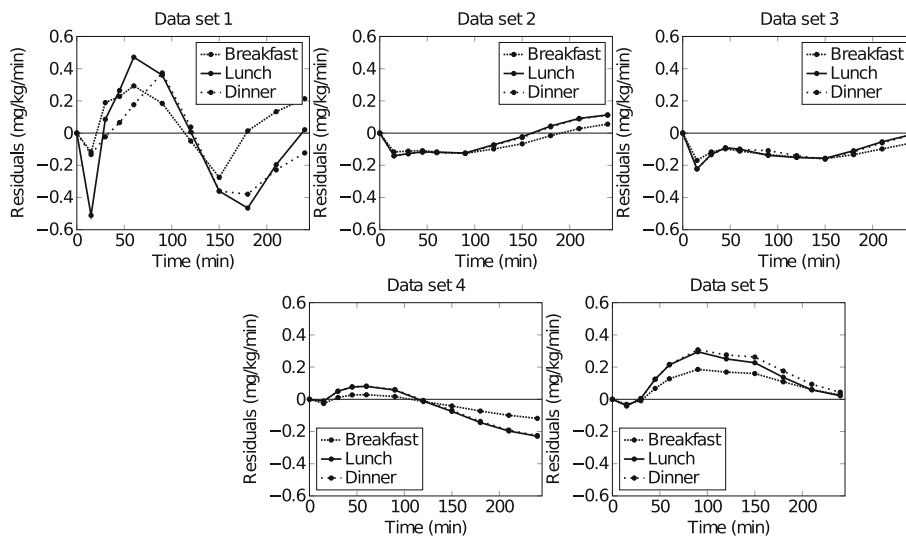 Data set 1
0.6
0.4
0.2
0
−0.2
−0.4
−0.6
Residuals (mg/kg/min)
Breakfast
Lunch
Dinner
0 50 100 150 200
Time (min)
Data set 2
0.6
0.4
0.2
0
−0.2
−0.4
−0.6
Residuals (mg/kg/min)
Breakfast
Lunch
Dinner
0 50 100 150 200
Time (min)
Data set 3
0.6
0.4
0.2
0
−0.2
−0.4
−0.6
Residuals (mg/kg/min)
Breakfast
Lunch
Dinner
0 50 100 150 200
Time (min)
Data set 4
0.6
0.4
0.2
0
−0.2
−0.4
−0.6
Residuals (mg/kg/min)
Breakfast
Lunch
Dinner
0 50 100 150 200
Time (min)
Data set 5
0.6
0.4
0.2
0
−0.2
−0.4
−0.6
Residuals (mg/kg/min)
Breakfast
Lunch
Dinner
0 50 100 150 200
Time (min)